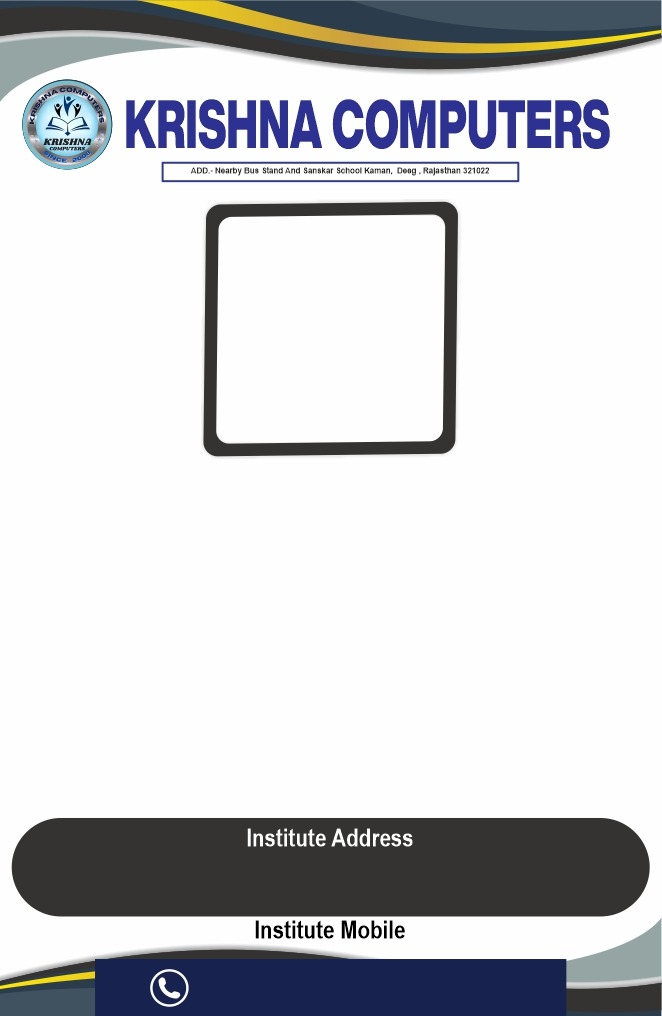 KRISHNA COMPUTERS
KRISHNA
COMPUTERS
SINCE 2000
KRISHNA COMPUTERS
ADD.- Nearby Bus Stand And Sanskar School Kaman, Deeg , Rajasthan 321022
Institute Address
Institute Mobile